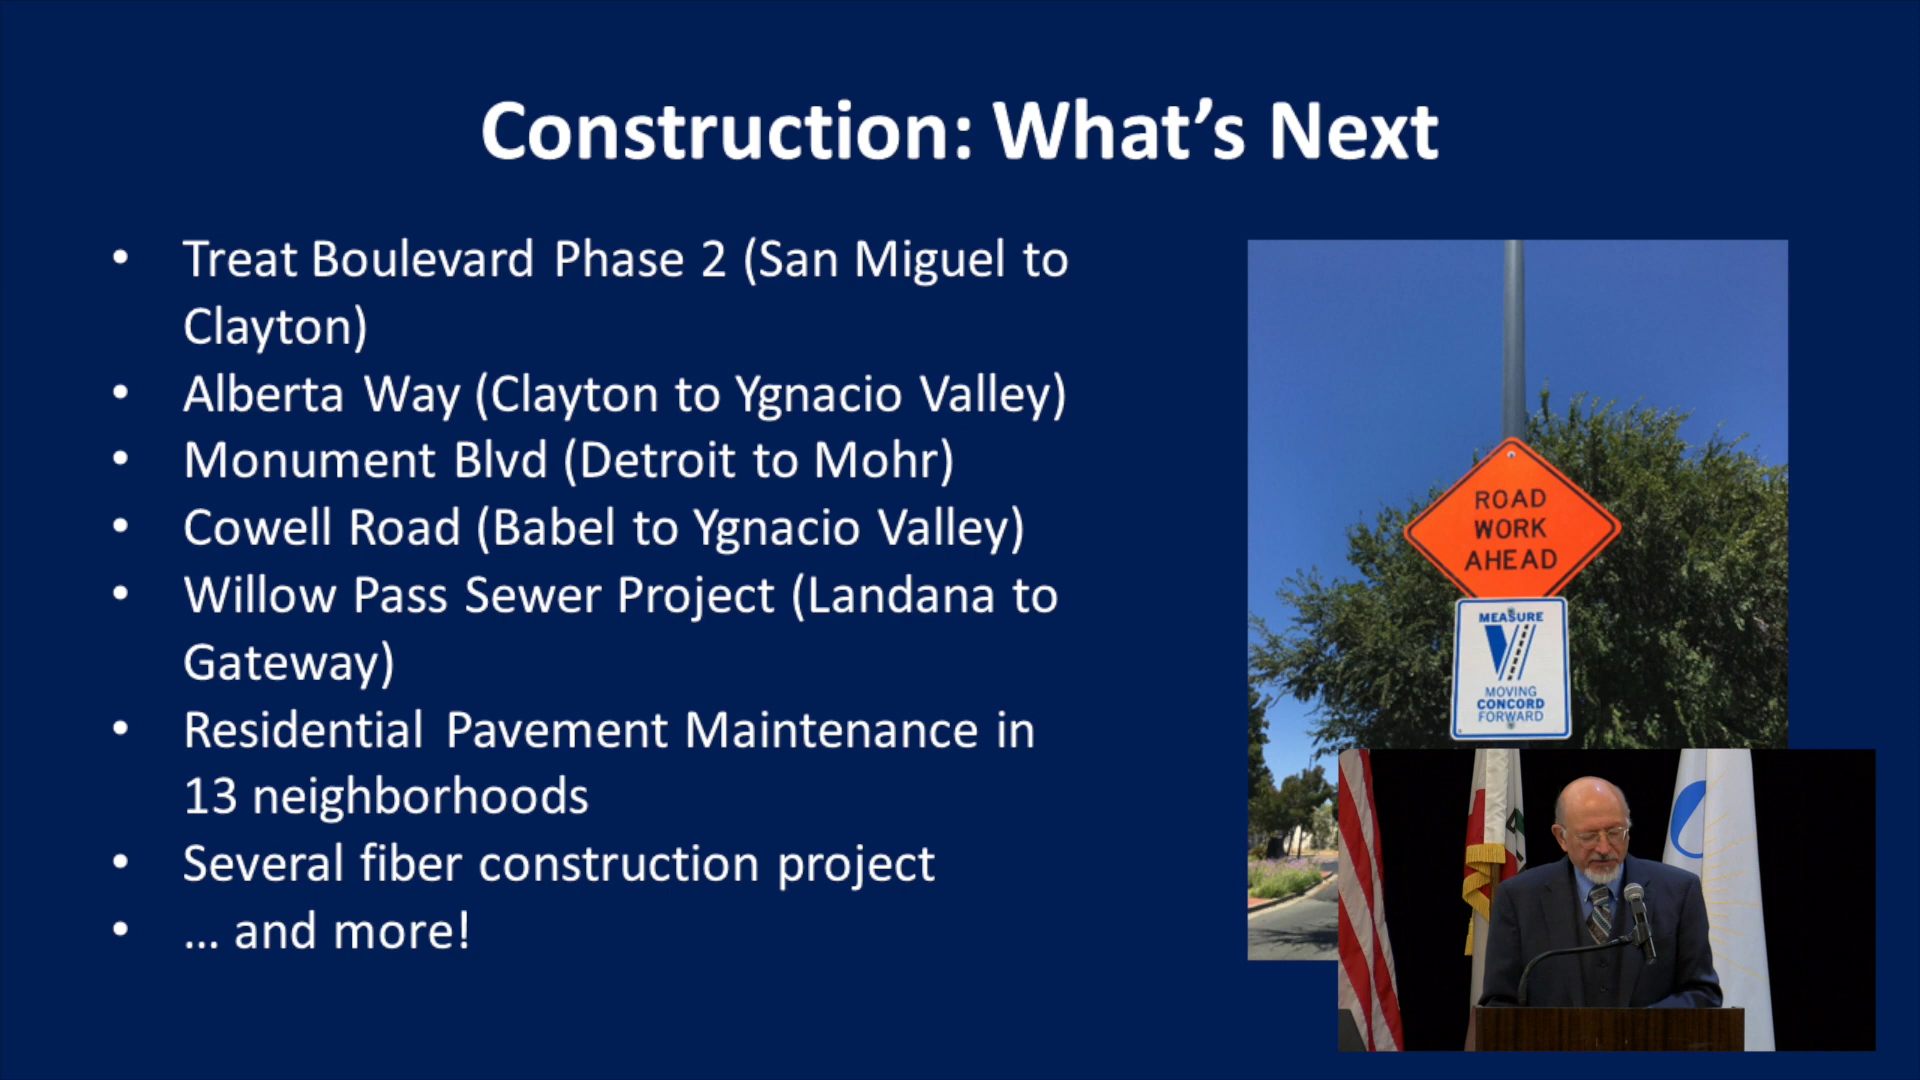 Construction: What’s Next
• Treat Boulevard Phase 2 (San Miguel to
Clayton)
• Alberta Way (Clayton to Ygnacio Valley)
• Monument Blvd (Detroit to Mohr)
• Cowell Road (Babel to Ygnacio Valley)
• Willow Pass Sewer Project (Landana to
Gateway)
• Residential Pavement Maintenance in
13 neighborhoods
• Several fiber construction project
• ... and more!
ROAD
WORK
AHEAD
MEASURE
V
MOVING
CONCORD
FORWARD